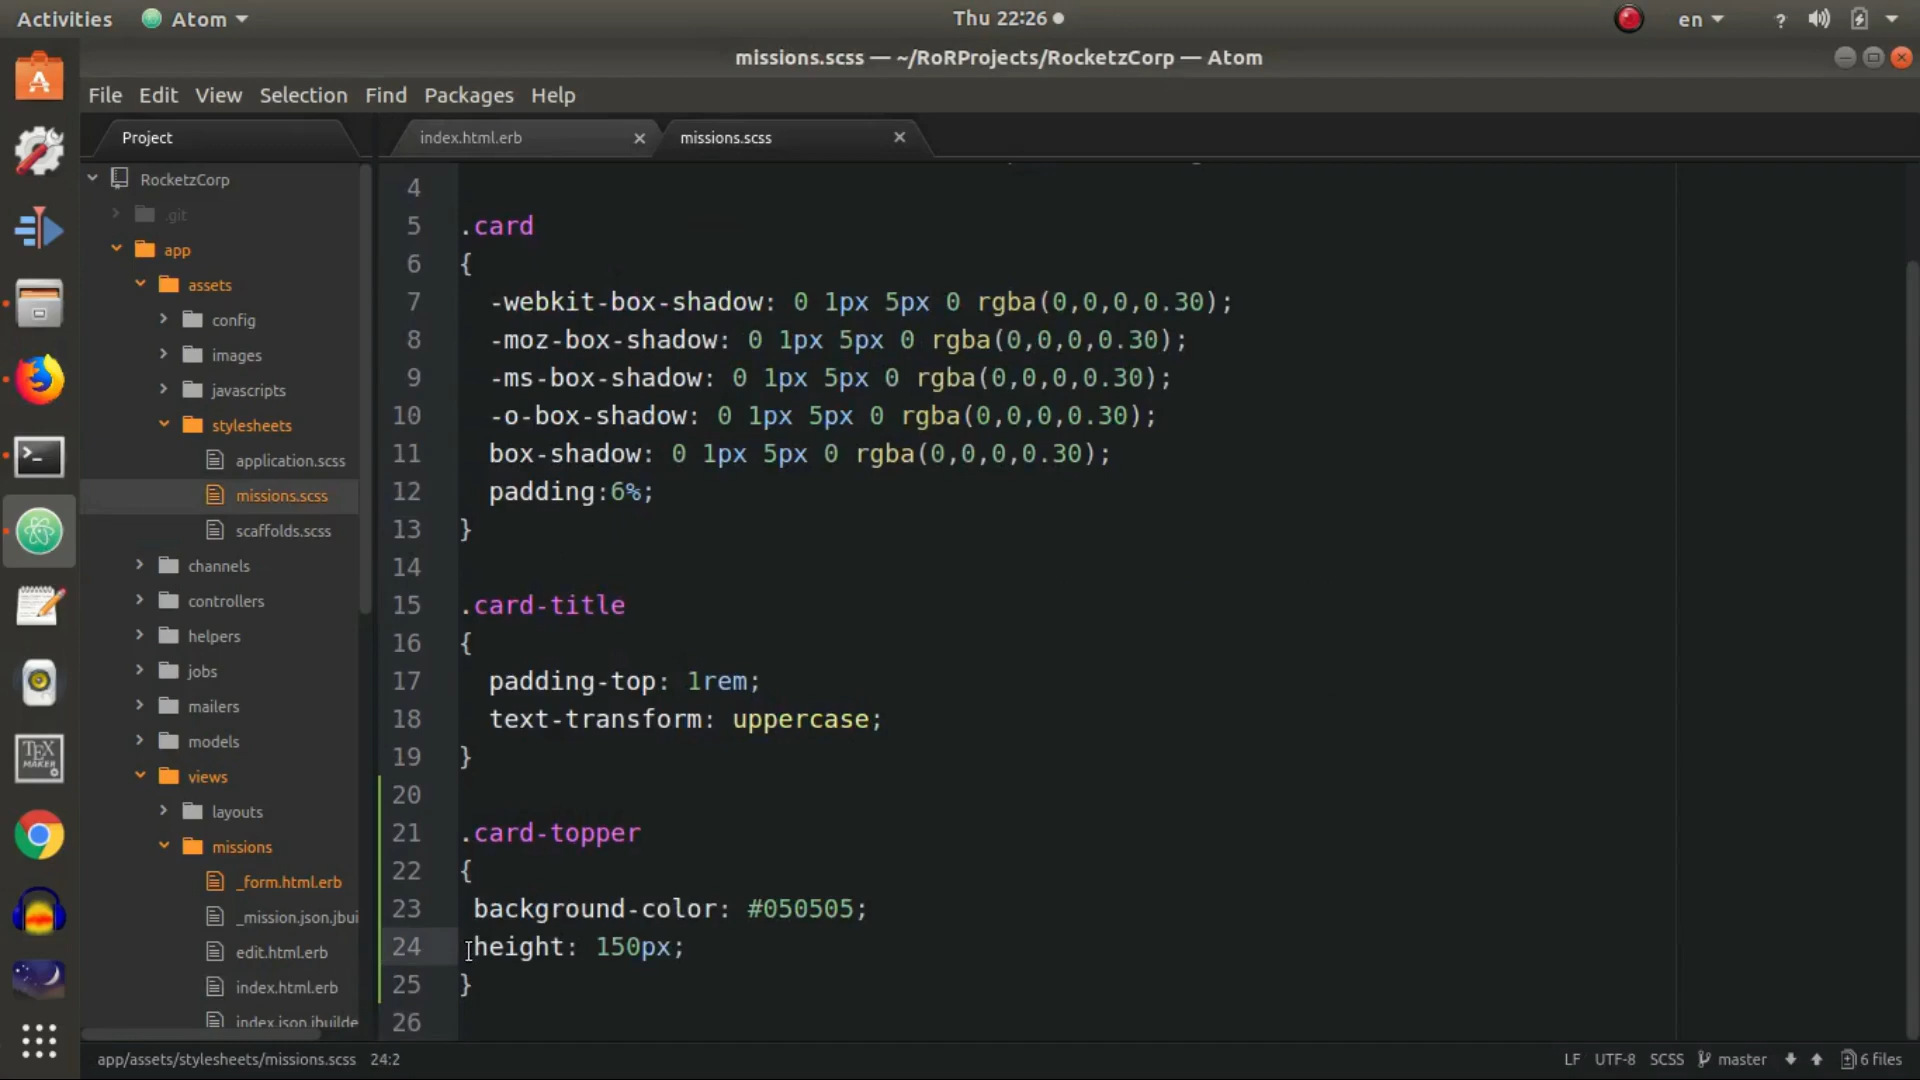 Activities Atom Thu 22:26 en ?
missions.scss — ~/RoRProjects/RocketzCorp — Atom
File Edit View Selection Find Packages Help
Project index.html.erb missions.scss
RocketzCorp
.git
app
assets
config
images
javascripts
stylesheets
application.scss
missions.scss
scaffolds.scss
channels
controllers
helpers
jobs
mailers
models
views
layouts
missions
_form.html.erb
_mission.json.jbui
edit.html.erb
index.html.erb
index.json.jbuilde
4
5 .card
6 {
7 -webkit-box-shadow: 0 1px 5px 0 rgba(0,0,0,0.30);
8 -moz-box-shadow: 0 1px 5px 0 rgba(0,0,0,0.30);
9 -ms-box-shadow: 0 1px 5px 0 rgba(0,0,0,0.30);
10 -o-box-shadow: 0 1px 5px 0 rgba(0,0,0,0.30);
11 box-shadow: 0 1px 5px 0 rgba(0,0,0,0.30);
12 padding:6%;
13 }
14
15 .card-title
16 {
17 padding-top: 1rem;
18 text-transform: uppercase;
19 }
20
21 .card-topper
22 {
23 background-color: #050505;
24 height: 150px;
25 }
26
app/assets/stylesheets/missions.scss 24:2 LF UTF-8 SCSS master 6 files
TEX
MAKER